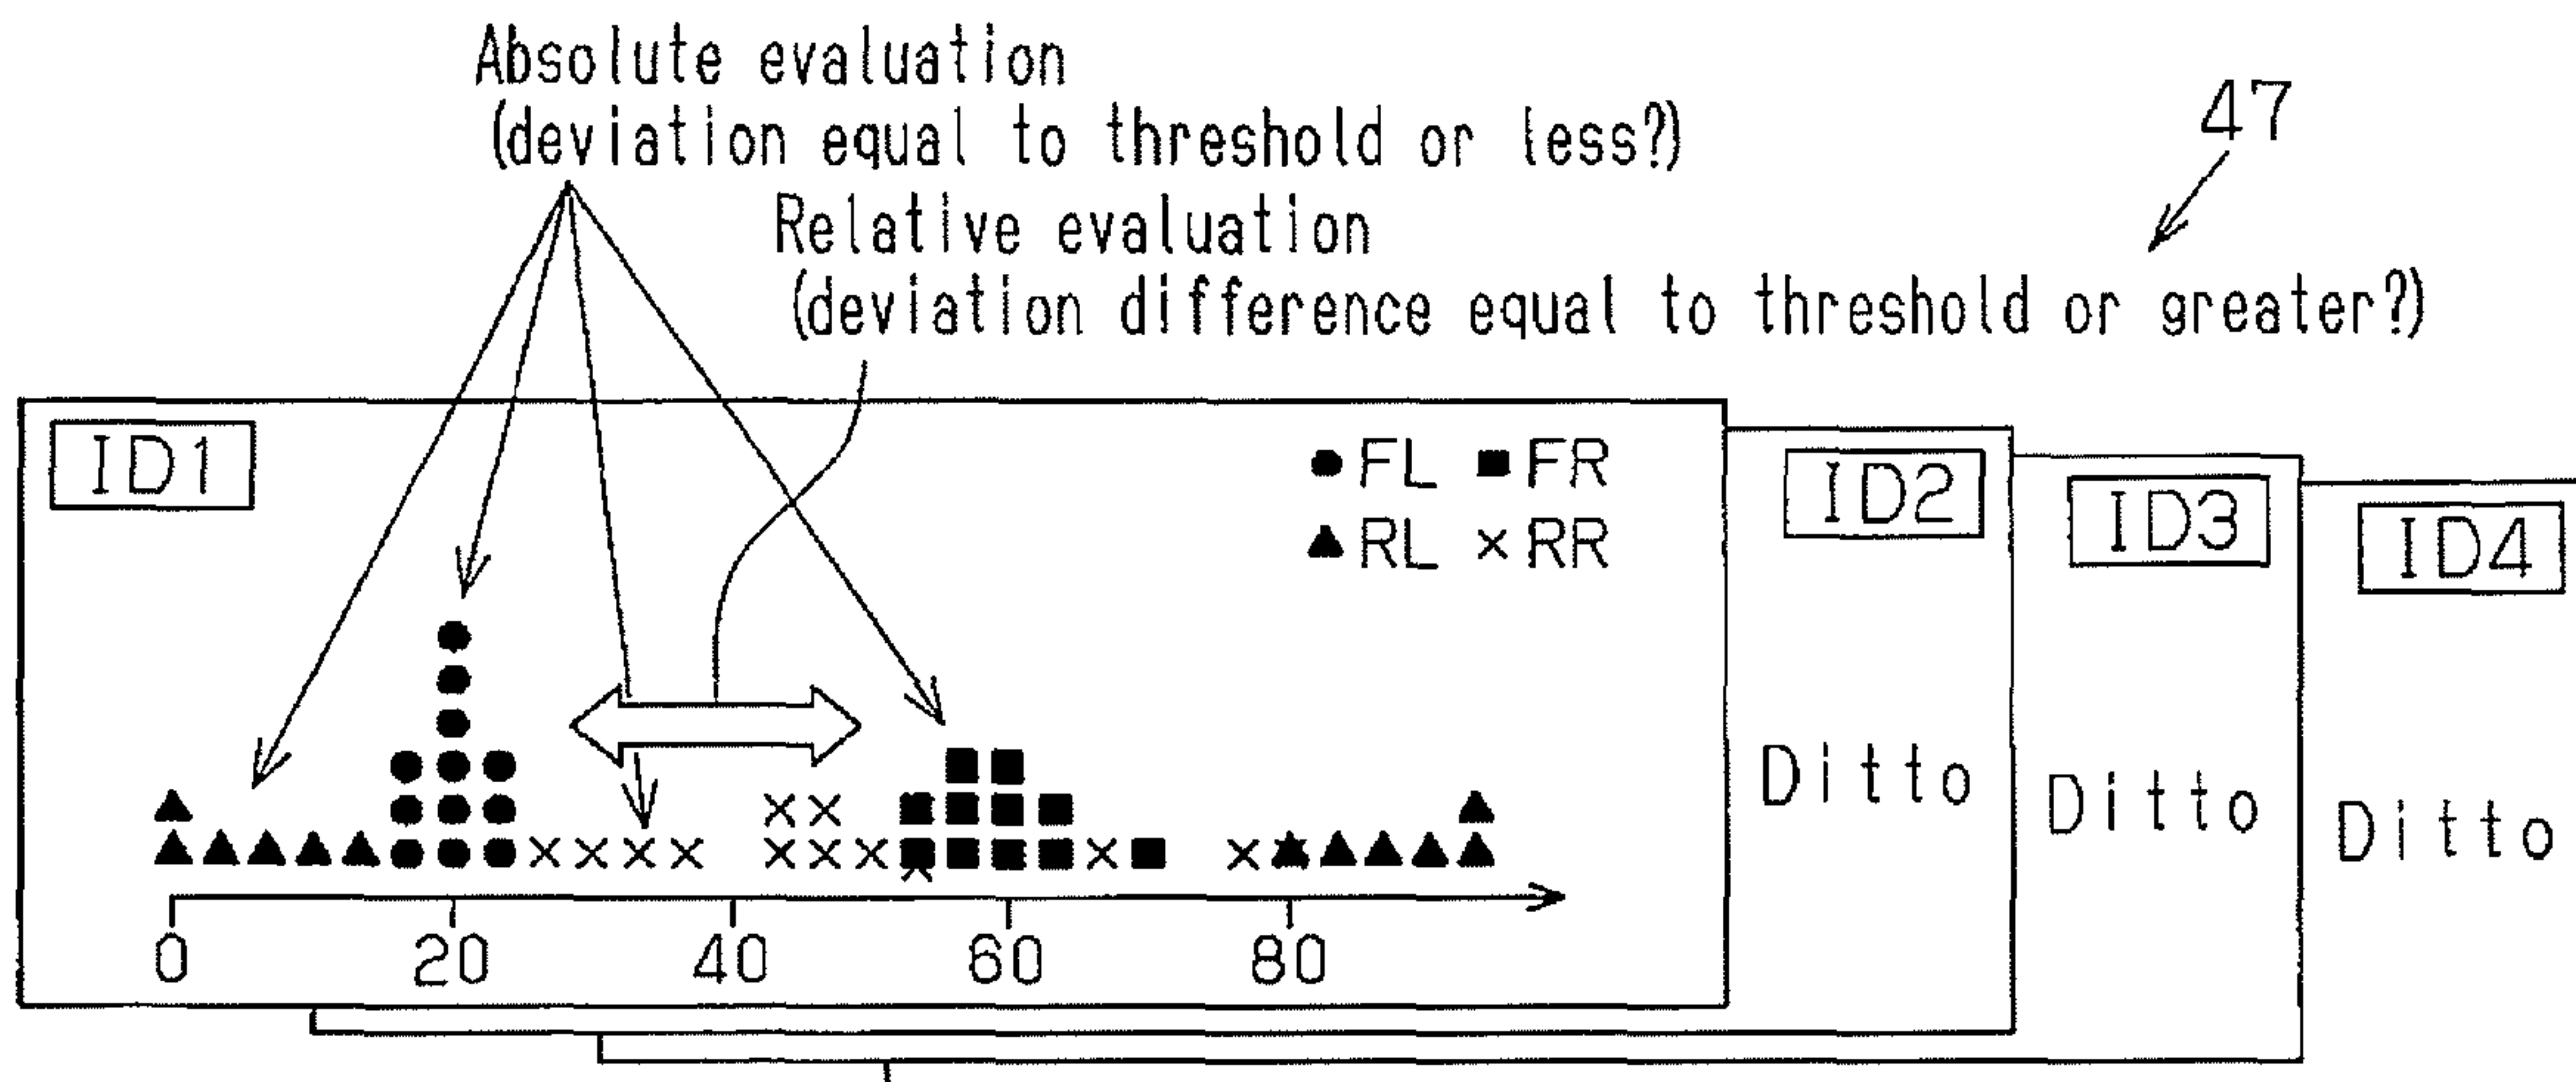 Absolute evaluation
(deviation equal to threshold or less?)
47
Relative evaluation
(deviation difference equal to threshold or greater?)
ID1
ID2
ID3
ID4
FL FR
RL RR
Ditto
Ditto
Ditto
0 20 40 60 80